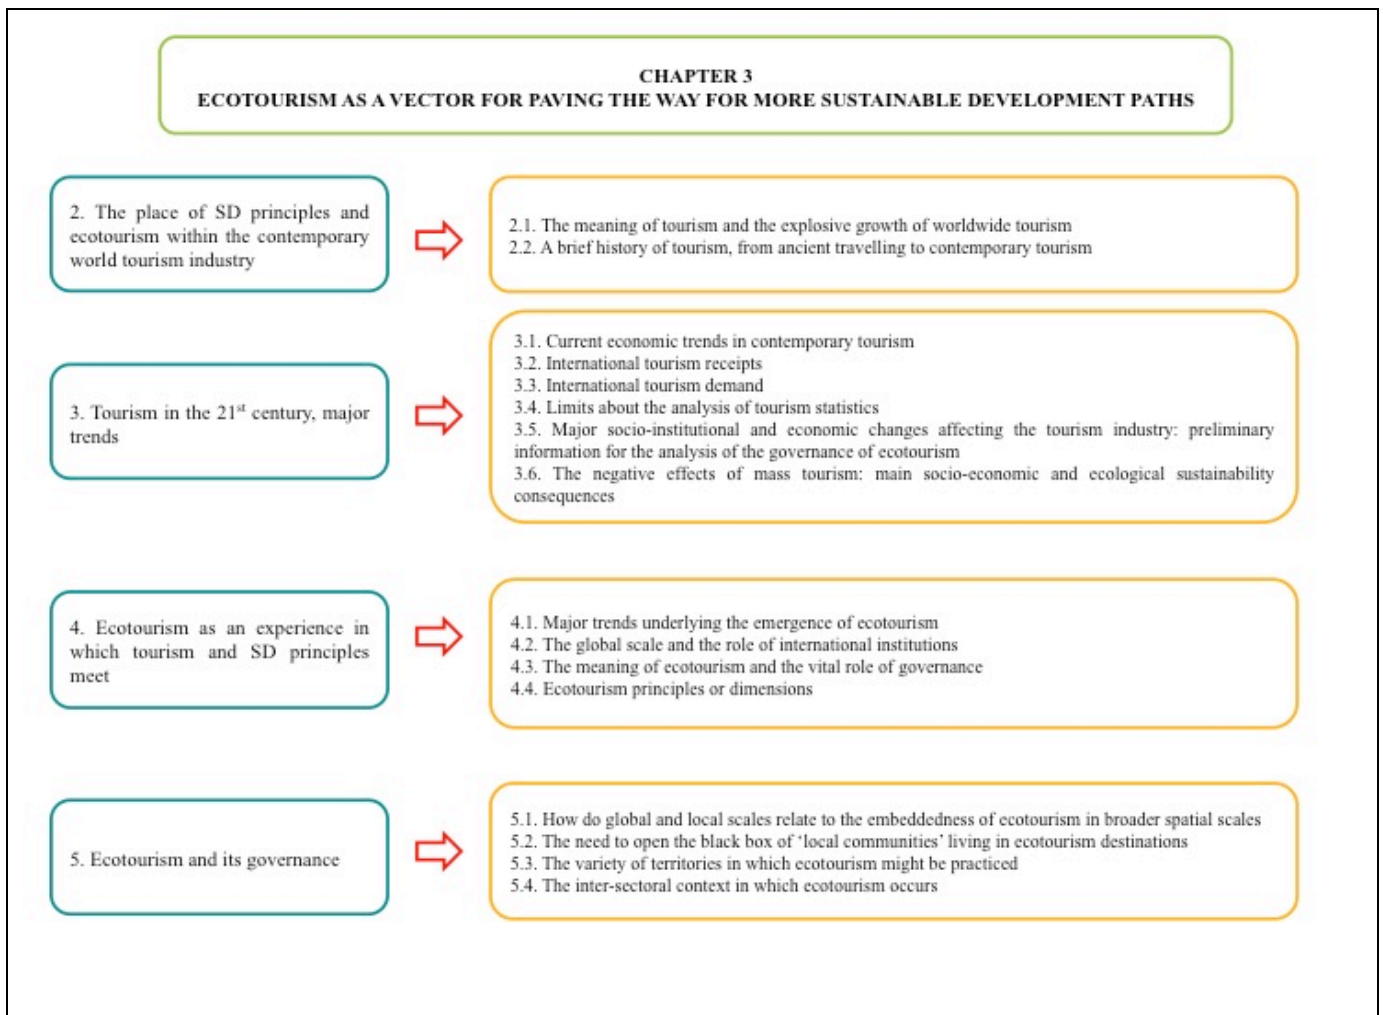 CHAPTER 3
ECOTOURISM AS A VECTOR FOR PAVING THE WAY FOR MORE SUSTAINABLE DEVELOPMENT PATHS
2. The place of SD principles and
ecotourism within the contemporary
world tourism industry
2.1. The meaning of tourism and the explosive growth of worldwide tourism
2.2. A brief history of tourism, from ancient travelling to contemporary tourism
3. Tourism in the 21st century, major
trends
3.1. Current economic trends in contemporary tourism
3.2. International tourism receipts
3.3. International tourism demand
3.4. Limits about the analysis of tourism statistics
3.5. Major socio-institutional and economic changes affecting the tourism industry: preliminary
information for the analysis of the governance of ecotourism
3.6. The negative effects of mass tourism: main socio-economic and ecological sustainability
consequences
4. Ecotourism as an experience in
which tourism and SD principles
meet
4.1. Major trends underlying the emergence of ecotourism
4.2. The global scale and the role of international institutions
4.3. The meaning of ecotourism and the vital role of governance
4.4. Ecotourism principles or dimensions
5. Ecotourism and its governance
5.1. How do global and local scales relate to the embeddedness of ecotourism in broader spatial scales
5.2. The need to open the black box of ‘local communities’ living in ecotourism destinations
5.3. The variety of territories in which ecotourism might be practiced
5.4. The inter-sectoral context in which ecotourism occurs